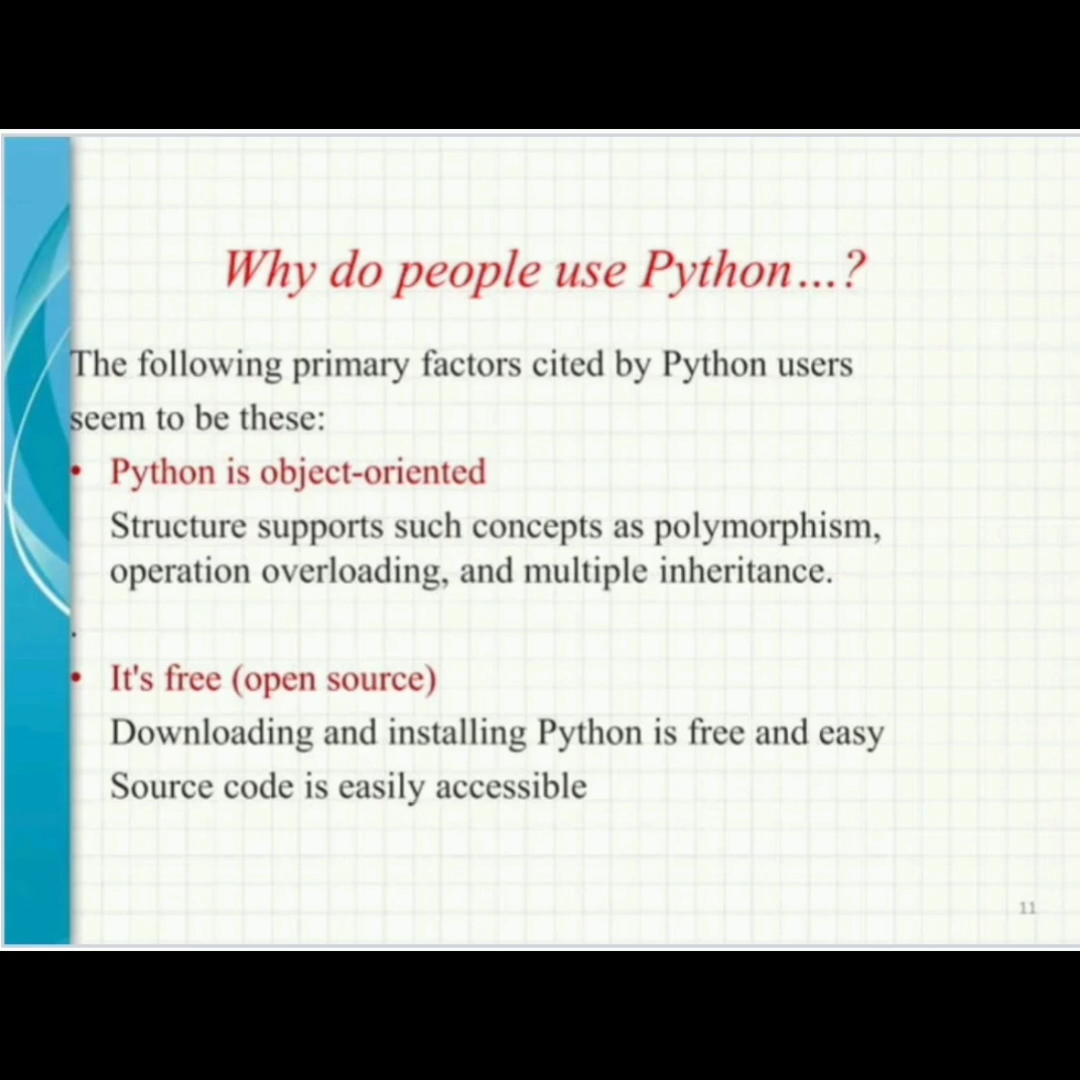 Why do people use Python…?
The following primary factors cited by Python users
seem to be these:
• Python is object-oriented
Structure supports such concepts as polymorphism,
operation overloading, and multiple inheritance.
.
• It's free (open source)
Downloading and installing Python is free and easy
Source code is easily accessible
11